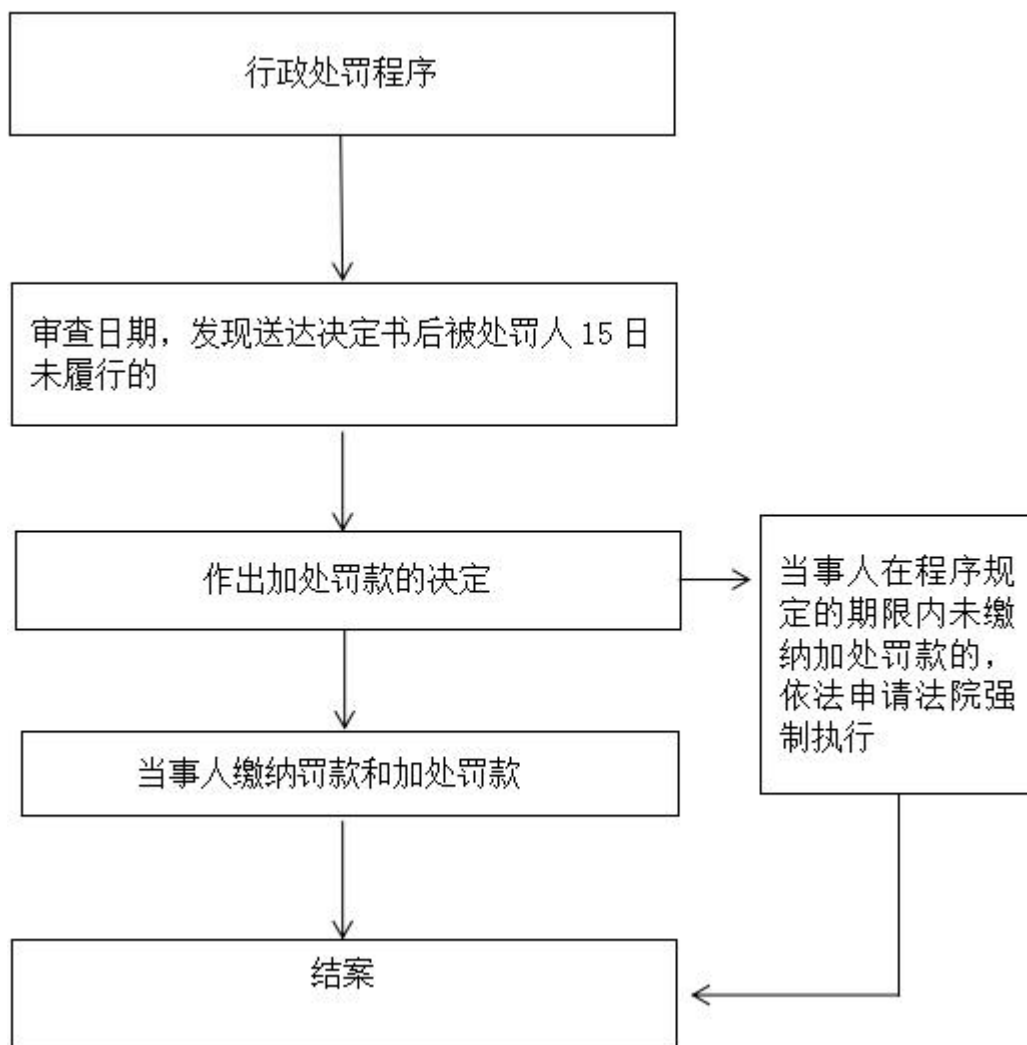 行政处罚程序
审查日期，发现送达决定书后被处罚人 15 日
未履行的
作出加处罚款的决定
当事人在程序规
定的期限内未缴
纳加处罚款的，
依法申请法院强
制执行
当事人缴纳罚款和加处罚款
结案